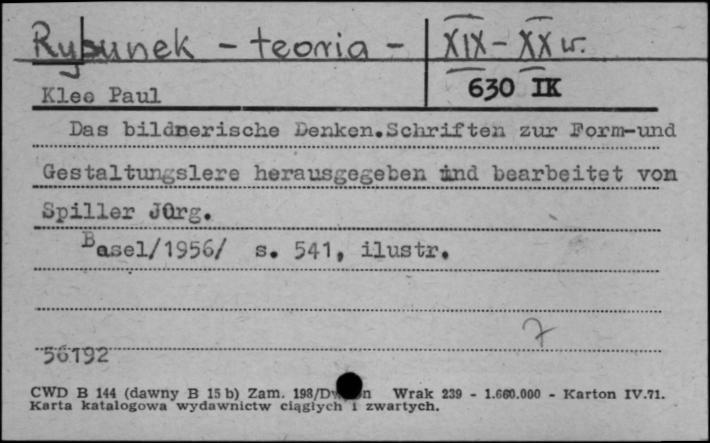 Rysunek - teoria - XIX - XX w.
Klee Paul 630 IK
Das bildnerische Denken.Schriften zur Form-und
Gestaltungslere herausgegeben und bearbeitet von
Spiller Jürg.
Basel/1956/ s. 541, ilustr.
7
56192
CWD B 144 (dawny B 15 b) Zam. 198/ Wrak 239 - 1.660.000 - Karton IV.71.
Karta katalogowa wydawnictw ciągłych i zwartych.